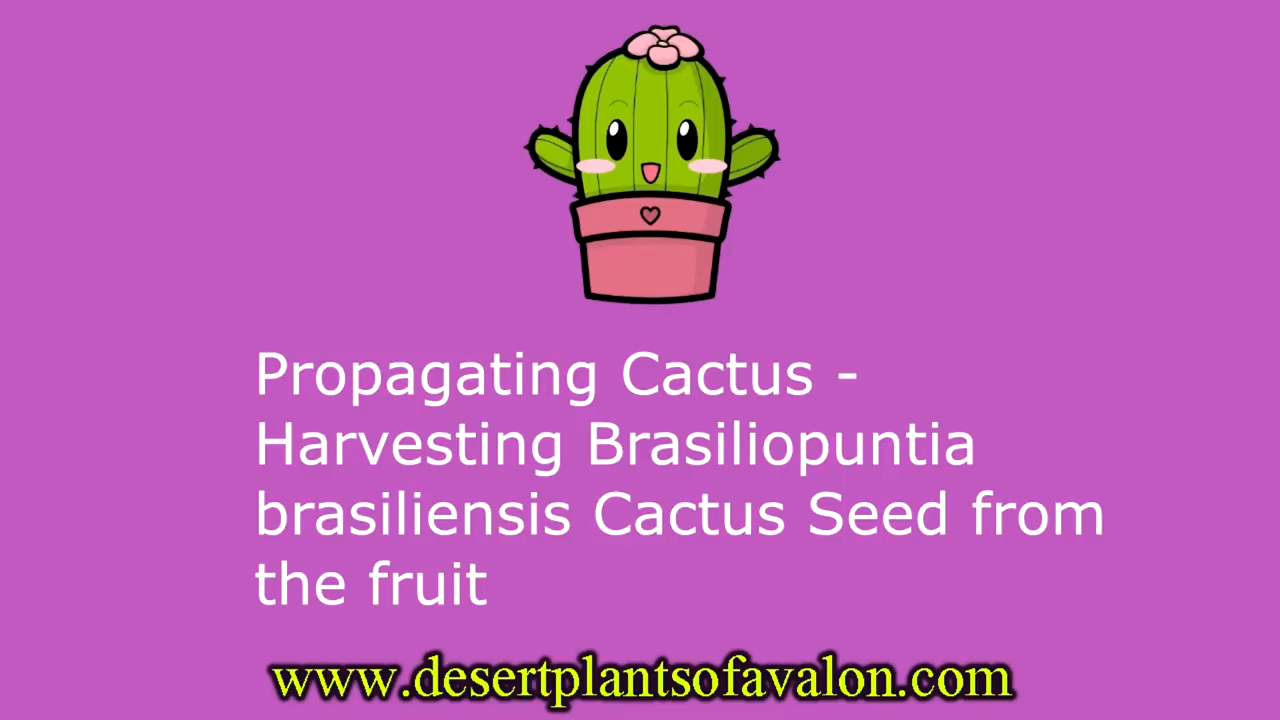 Propagating Cactus -
Harvesting Brasiliopuntia
brasiliensis Cactus Seed from
the fruit
www.desertplantsofavalon.com